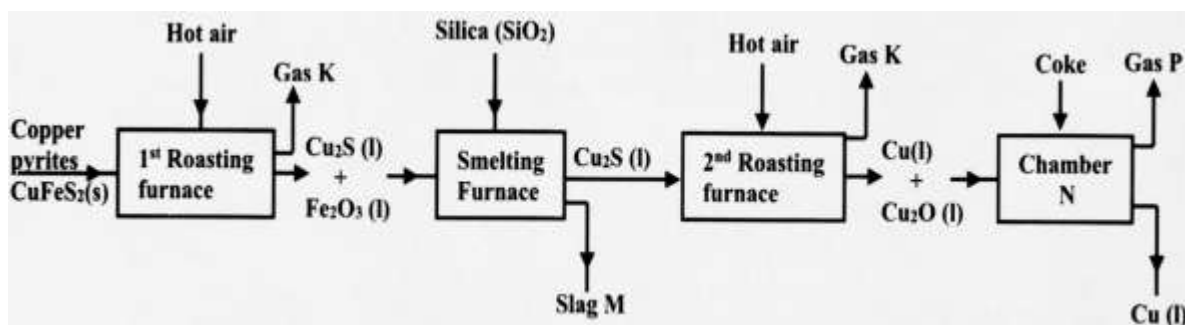 Hot air
Gas K
Silica (SiO₂)
Hot air
Gas K
Coke
Gas P
Copper
pyrites
CuFeS₂(s)
1st Roasting
furnace
Cu₂S (l)
+
Fe₂O₃ (l)
Smelting
Furnace
Cu₂S (l)
2nd Roasting
furnace
Cu(l)
+
Cu₂O (l)
Chamber
N
Slag M
Cu (l)